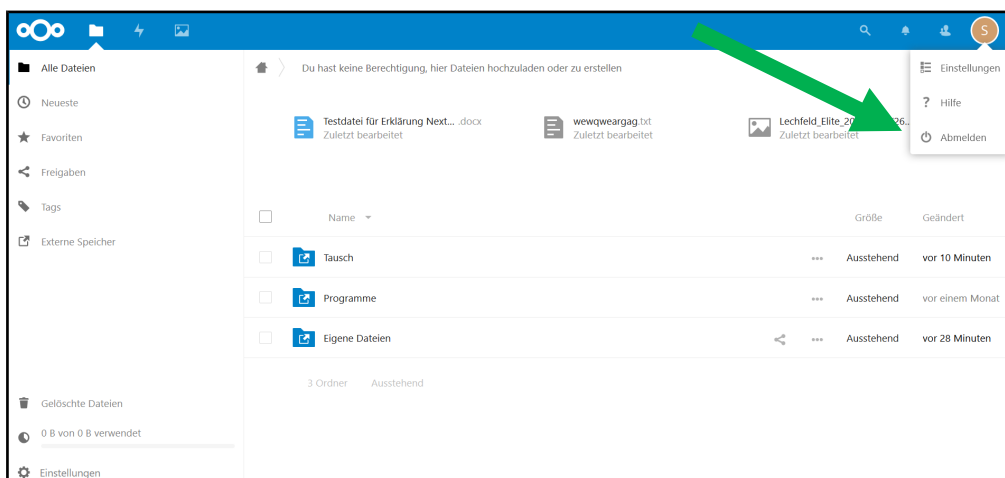 S
Alle Dateien
Du hast keine Berechtigung, hier Dateien hochzuladen oder zu erstellen
Einstellungen
Neueste
? Hilfe
Testdatei für Erklärung Next... .docx
Zuletzt bearbeitet
wewqweargag.txt
Zuletzt bearbeitet
Lechfeld_Elite_20
Zuletzt bearbeitet
Abmelden
Favoriten
Freigaben
Tags
Name
Größe
Geändert
Externe Speicher
Tausch
Ausstehend
vor 10 Minuten
Programme
Ausstehend
vor einem Monat
Eigene Dateien
Ausstehend
vor 28 Minuten
3 Ordner
Ausstehend
Gelöschte Dateien
0 B von 0 B verwendet
Einstellungen